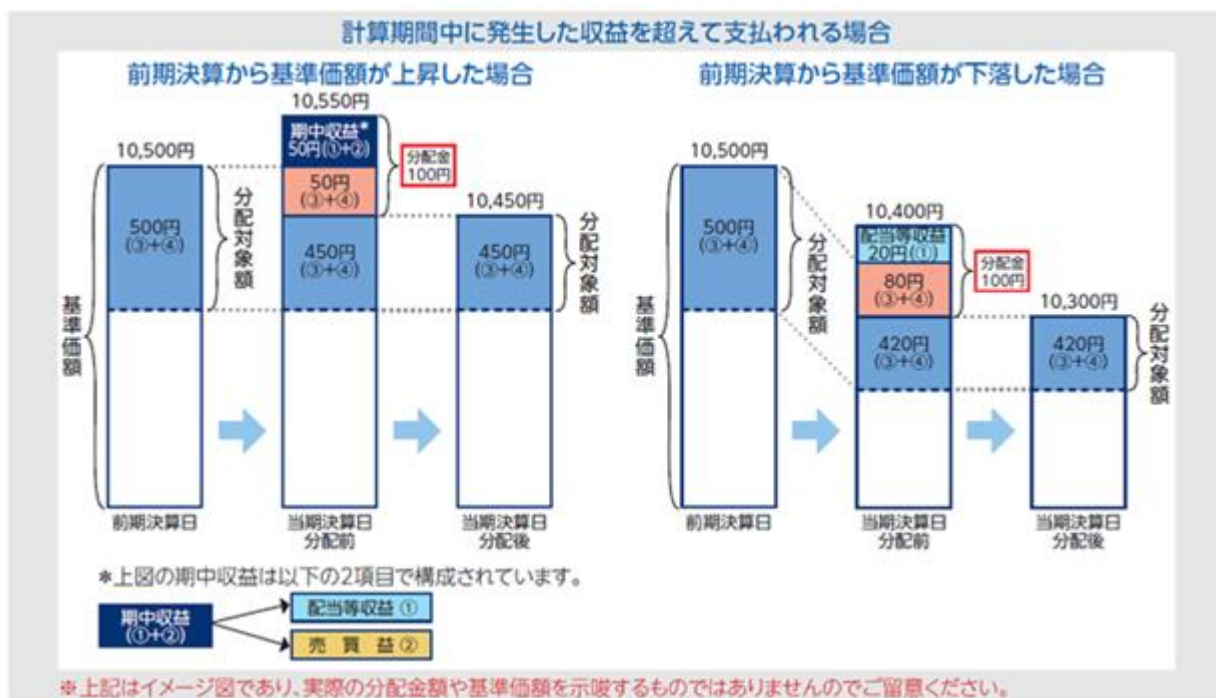 計算期間中に発生した収益を超えて支払われる場合
前期決算から基準価額が上昇した場合
10,500円
500円
(③+④)
分配対象額
基準価額
前期決算日
10,550円
期中収益*
50円(①+②)
50円
(③+④)
450円
(③+④)
分配金
100円
当期決算日
分配前
10,450円
450円
(③+④)
分配対象額
当期決算日
分配後
前期決算から基準価額が下落した場合
10,500円
500円
(③+④)
分配対象額
前期決算日
10,400円
配当等収益
20円(①)
80円
(③+④)
420円
(③+④)
分配金
100円
当期決算日
分配前
10,300円
420円
(③+④)
分配対象額
当期決算日
分配後
*上図の期中収益は以下の2項目で構成されています。
期中収益
(①+②)
配当等収益 ①
売 買 益 ②
※上記はイメージ図であり、実際の分配金額や基準価額を示唆するものではありませんのでご留意ください。